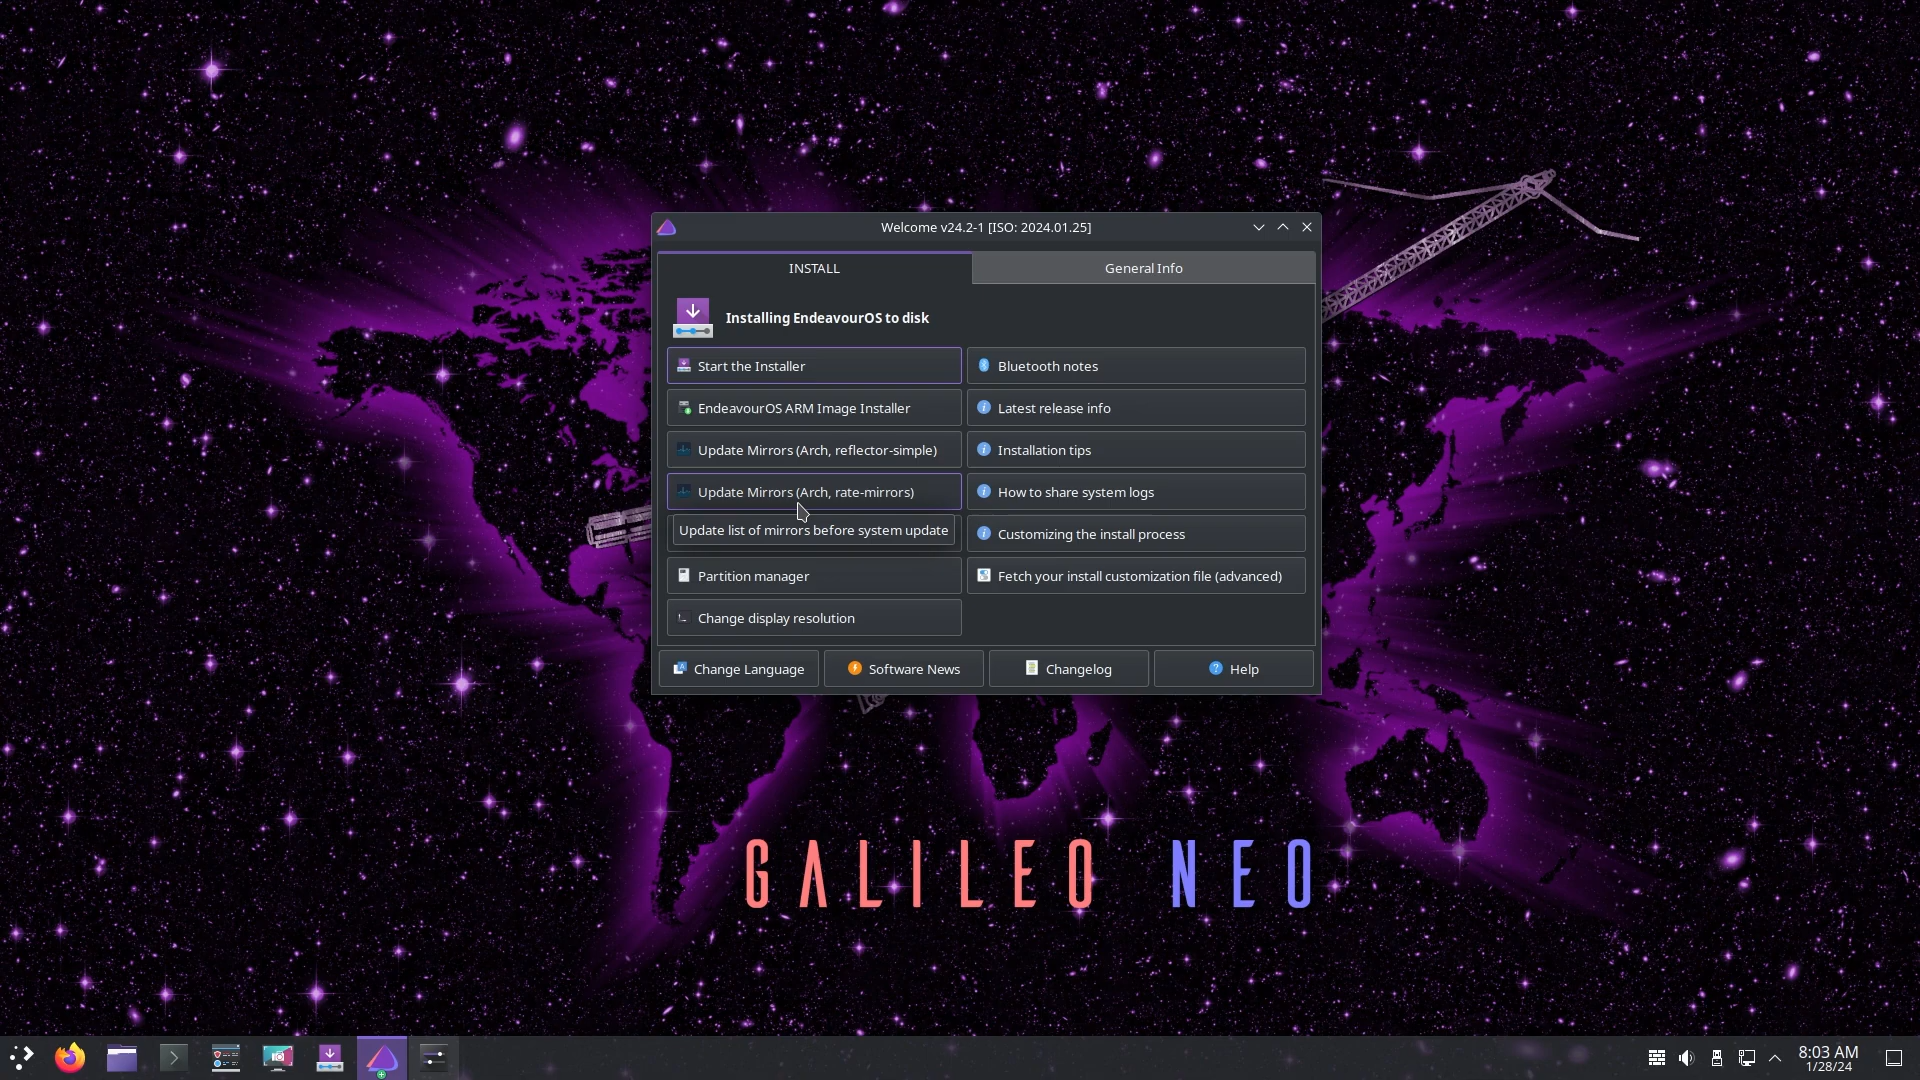 Welcome v24.2-1 [ISO: 2024.01.25]
INSTALL
General Info
Installing EndeavourOS to disk
Start the Installer
Bluetooth notes
EndeavourOS ARM Image Installer
Latest release info
Update Mirrors (Arch, reflector-simple)
Installation tips
Update Mirrors (Arch, rate-mirrors)
How to share system logs
Update list of mirrors before system update
Customizing the install process
Partition manager
Fetch your install customization file (advanced)
Change display resolution
Change Language
Software News
Changelog
Help
GALILEO NEO
8:03 AM
1/28/24